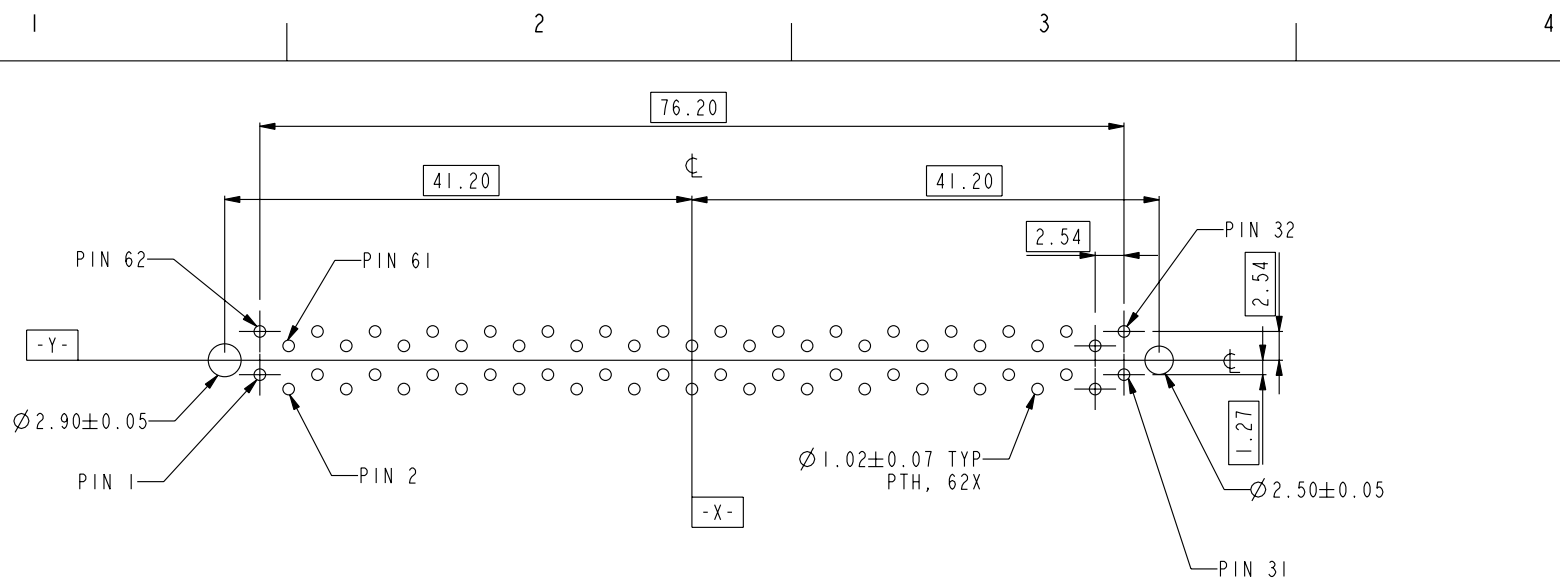 1 2 3 4
76.20
℄
41.20 41.20
2.54
PIN 32
PIN 62
PIN 61
2.54
-Y-
℄
Ø2.90±0.05
1.27
PIN 1
PIN 2
Ø1.02±0.07 TYP
PTH, 62X
Ø2.50±0.05
-X-
PIN 31